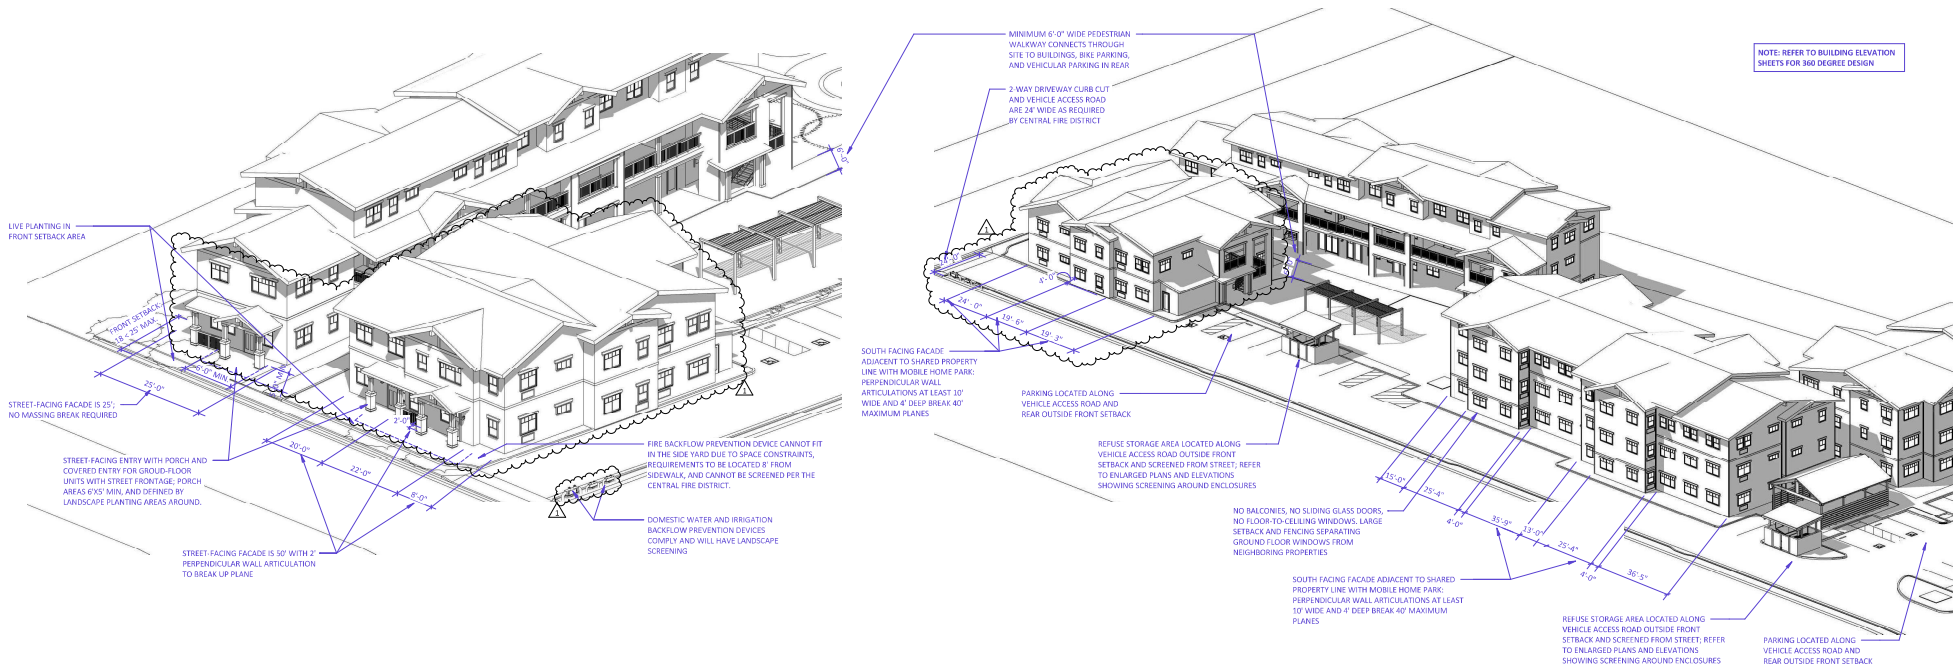 LIVE PLANTING IN
FRONT SETBACK AREA
FRONT SETBACK
18' < 25' MAX.
25'-0"
6'-0" MIN.
STREET-FACING FACADE IS 25';
NO MASSING BREAK REQUIRED
STREET-FACING ENTRY WITH PORCH AND
COVERED ENTRY FOR GROUD-FLOOR
UNITS WITH STREET FRONTAGE; PORCH
AREAS 6'X5' MIN, AND DEFINED BY
LANDSCAPE PLANTING AREAS AROUND.
STREET-FACING FACADE IS 50' WITH 2'
PERPENDICULAR WALL ARTICULATION
TO BREAK UP PLANE
20'-0"
2'-0"
22'-0"
8'-0"
1
FIRE BACKFLOW PREVENTION DEVICE CANNOT FIT
IN THE SIDE YARD DUE TO SPACE CONSTRAINTS,
REQUIREMENTS TO BE LOCATED 8' FROM
SIDEWALK, AND CANNOT BE SCREENED PER THE
CENTRAL FIRE DISTRICT.
1
DOMESTIC WATER AND IRRIGATION
BACKFLOW PREVENTION DEVICES
COMPLY AND WILL HAVE LANDSCAPE
SCREENING
6'-0"
MINIMUM 6'-0" WIDE PEDESTRIAN
WALKWAY CONNECTS THROUGH
SITE TO BUILDINGS, BIKE PARKING,
AND VEHICULAR PARKING IN REAR
2-WAY DRIVEWAY CURB CUT
AND VEHICLE ACCESS ROAD
ARE 24' WIDE AS REQUIRED
BY CENTRAL FIRE DISTRICT
NOTE: REFER TO BUILDING ELEVATION
SHEETS FOR 360 DEGREE DESIGN
1
24'-0"
4'-0"
24'-0"
19'-6"
19'-3"
SOUTH FACING FACADE
ADJACENT TO SHARED PROPERTY
LINE WITH MOBILE HOME PARK:
PERPENDICULAR WALL
ARTICULATIONS AT LEAST 10'
WIDE AND 4' DEEP BREAK 40'
MAXIMUM PLANES
PARKING LOCATED ALONG
VEHICLE ACCESS ROAD AND
REAR OUTSIDE FRONT SETBACK
REFUSE STORAGE AREA LOCATED ALONG
VEHICLE ACCESS ROAD OUTSIDE FRONT
SETBACK AND SCREENED FROM STREET; REFER
TO ENLARGED PLANS AND ELEVATIONS
SHOWING SCREENING AROUND ENCLOSURES
NO BALCONIES, NO SLIDING GLASS DOORS,
NO FLOOR-TO-CELILING WINDOWS. LARGE
SETBACK AND FENCING SEPARATING
GROUND FLOOR WINDOWS FROM
NEIGHBORING PROPERTIES
15'-0"
25'-4"
4'-0"
35'-9"
13'-0"
25'-4"
4'-0"
36'-5"
SOUTH FACING FACADE ADJACENT TO SHARED
PROPERTY LINE WITH MOBILE HOME PARK:
PERPENDICULAR WALL ARTICULATIONS AT LEAST
10' WIDE AND 4' DEEP BREAK 40' MAXIMUM
PLANES
REFUSE STORAGE AREA LOCATED ALONG
VEHICLE ACCESS ROAD OUTSIDE FRONT
SETBACK AND SCREENED FROM STREET; REFER
TO ENLARGED PLANS AND ELEVATIONS
SHOWING SCREENING AROUND ENCLOSURES
PARKING LOCATED ALONG
VEHICLE ACCESS ROAD AND
REAR OUTSIDE FRONT SETBACK